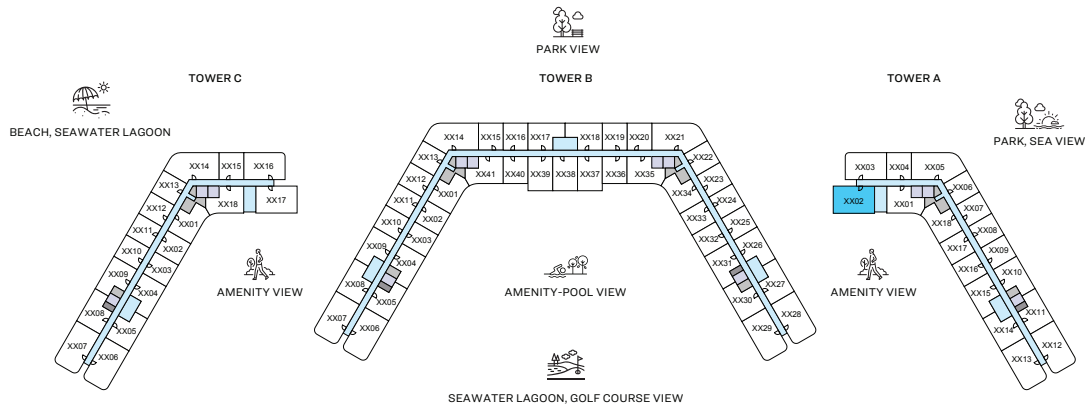 PARK VIEW
TOWER C
TOWER B
TOWER A
BEACH, SEAWATER LAGOON
PARK, SEA VIEW
XX14 XX15 XX16
XX13
XX12
XX11
XX10
XX09
XX08
XX07
XX06
XX05
XX04
XX03
XX02
XX01
XX18
XX17
AMENITY VIEW
XX14 XX15 XX16 XX17 XX18 XX19 XX20 XX21
XX13
XX12
XX11
XX10
XX09
XX08
XX07
XX06
XX05
XX04
XX03
XX02
XX01
XX41 XX40 XX39 XX38 XX37 XX36 XX35
XX34
XX33
XX32
XX31
XX30
XX29
XX28
XX27
XX26
XX25
XX24
XX23
XX22
AMENITY-POOL VIEW
XX03 XX04 XX05
XX02
XX01
XX18
XX17
XX16
XX15
XX14
XX13
XX12
XX11
XX10
XX09
XX08
XX07
XX06
AMENITY VIEW
SEAWATER LAGOON, GOLF COURSE VIEW